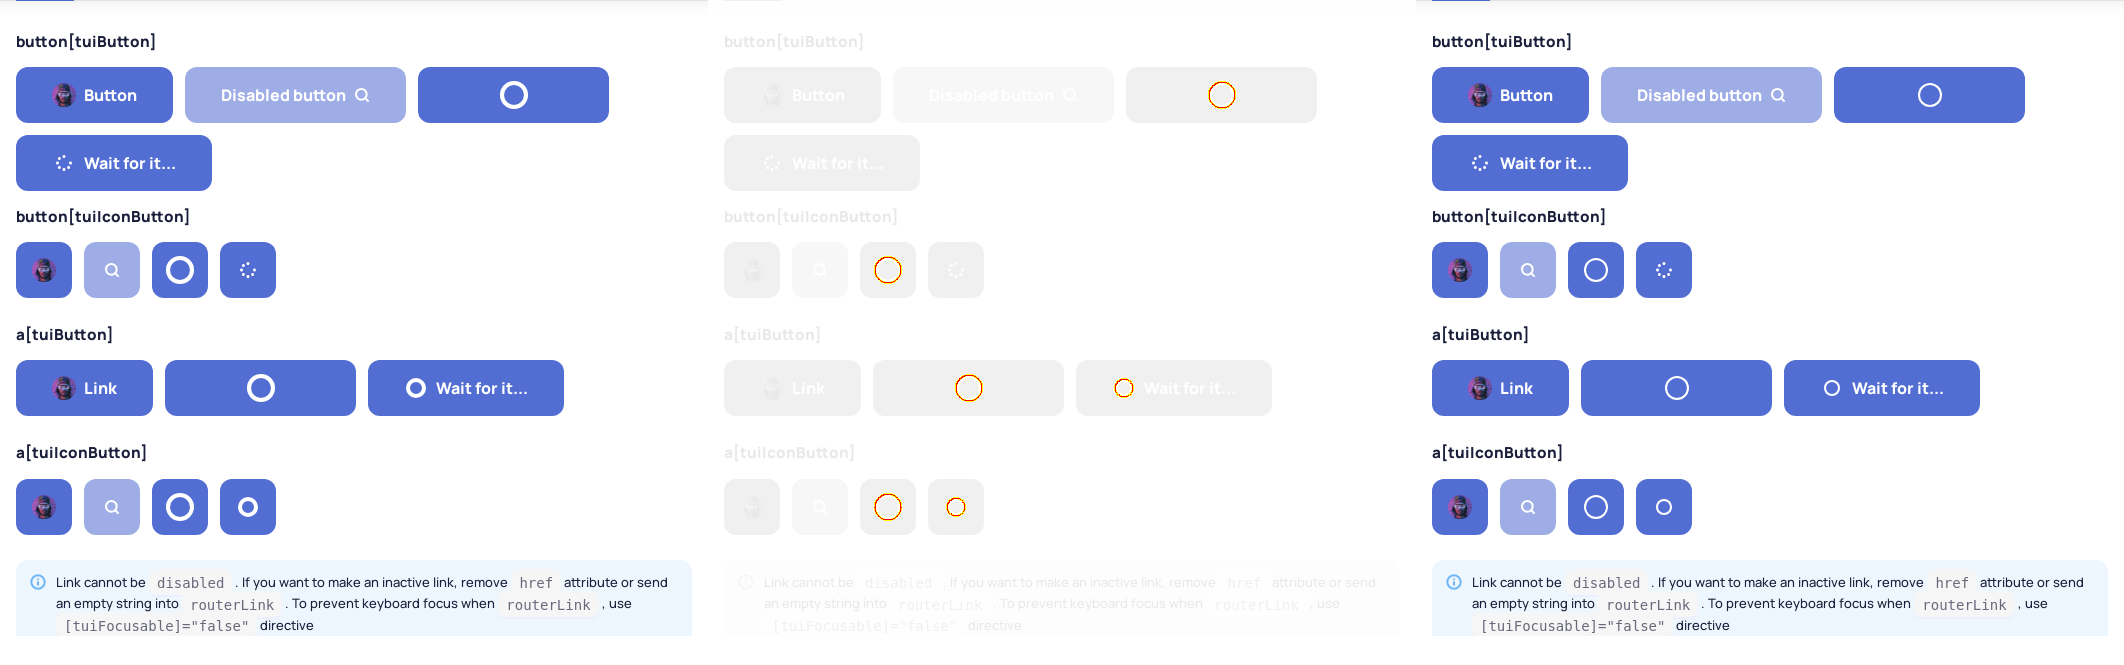 button[tuiButton]
Button
Disabled button
Wait for it...
button[tuiIconButton]
a[tuiButton]
Link
Wait for it...
a[tuiIconButton]
Link cannot be disabled . If you want to make an inactive link, remove href attribute or send
an empty string into routerLink . To prevent keyboard focus when routerLink , use
[tuiFocusable]="false" directive
button[tuiButton]
Button
Disabled button
Wait for it...
button[tuiIconButton]
a[tuiButton]
Link
Wait for it...
a[tuiIconButton]
Link cannot be disabled . If you want to make an inactive link, remove href attribute or send
an empty string into routerLink . To prevent keyboard focus when routerLink , use
[tuiFocusable]="false" directive
button[tuiButton]
Button
Disabled button
Wait for it...
button[tuiIconButton]
a[tuiButton]
Link
Wait for it...
a[tuiIconButton]
Link cannot be disabled . If you want to make an inactive link, remove href attribute or send
an empty string into routerLink . To prevent keyboard focus when routerLink , use
[tuiFocusable]="false" directive